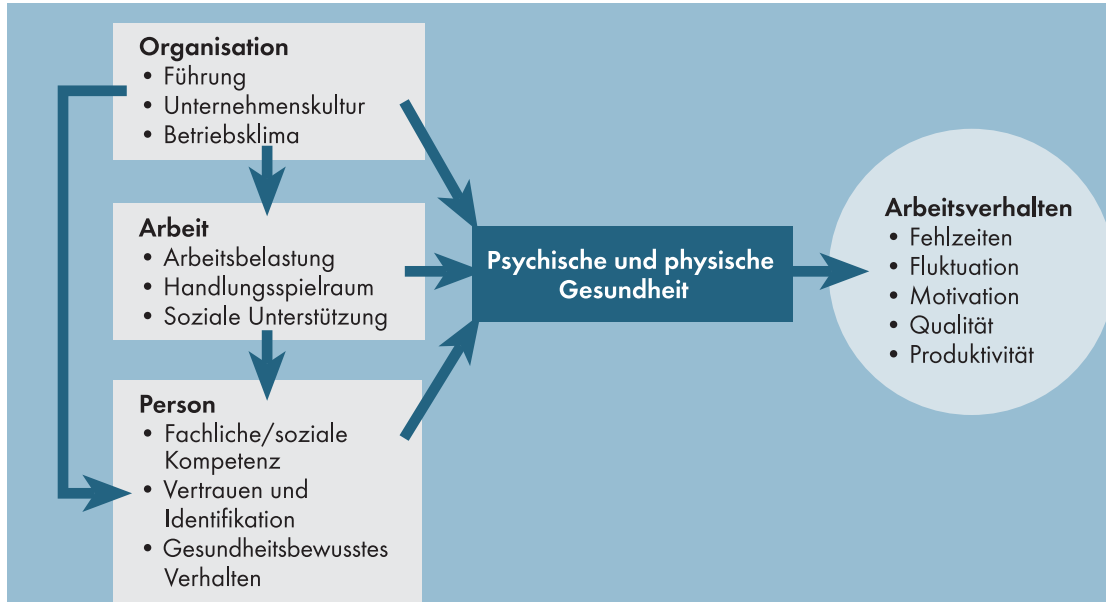 Organisation
• Führung
• Unternehmenskultur
• Betriebsklima
Arbeit
• Arbeitsbelastung
• Handlungsspielraum
• Soziale Unterstützung
Person
• Fachliche/soziale
Kompetenz
• Vertrauen und
Identifikation
• Gesundheitsbewusstes
Verhalten
Psychische und physische
Gesundheit
Arbeitsverhalten
• Fehlzeiten
• Fluktuation
• Motivation
• Qualität
• Produktivität